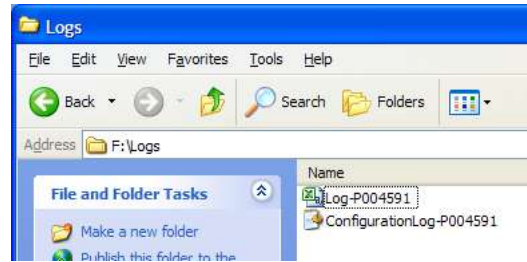 Logs
File Edit View Favorites Tools Help
Back Search Folders
Address F:\Logs
Name
File and Folder Tasks
Log-P004591
ConfigurationLog-P004591
Make a new folder
Publish this folder to the